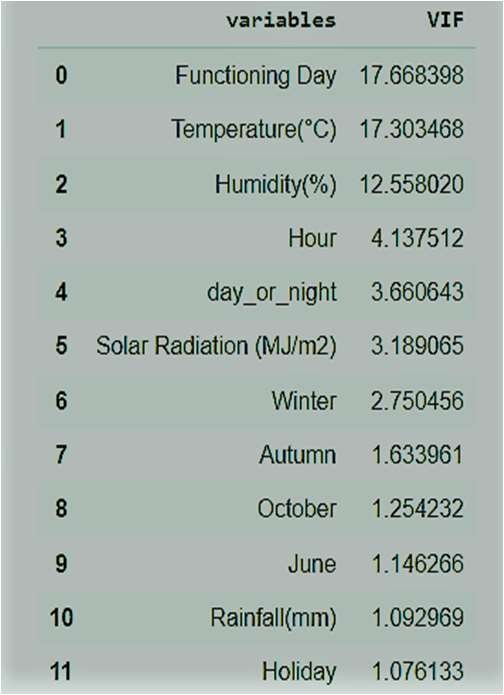 variables VIF
0 Functioning Day 17.668398
1 Temperature(°C) 17.303468
2 Humidity(%) 12.558020
3 Hour 4.137512
4 day_or_night 3.660643
5 Solar Radiation (MJ/m2) 3.189065
6 Winter 2.750456
7 Autumn 1.633961
8 October 1.254232
9 June 1.146266
10 Rainfall(mm) 1.092969
11 Holiday 1.076133